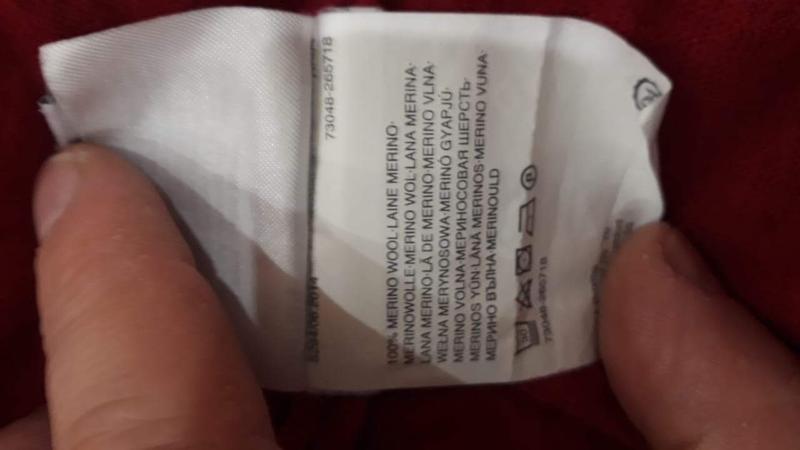 73048-265718
100% MERINO WOOL·LAINE MERINO·
MERINOWOLLE·MERINO WOL·LANA MERINA·
LANA MERINO·LÃ DE MERINO·MERINO VLNA·
WEŁNA MERYNOSOWA·MERINÓ GYAPJÚ·
MERINO VOLNA·МЕРИНОСОВАЯ ШЕРСТЬ·
MERINOS YÜN·LÂNĂ MERINOS·MERINO VUNA·
МЕРИНО ВЪЛНА MERINOULD
30
73048-265718